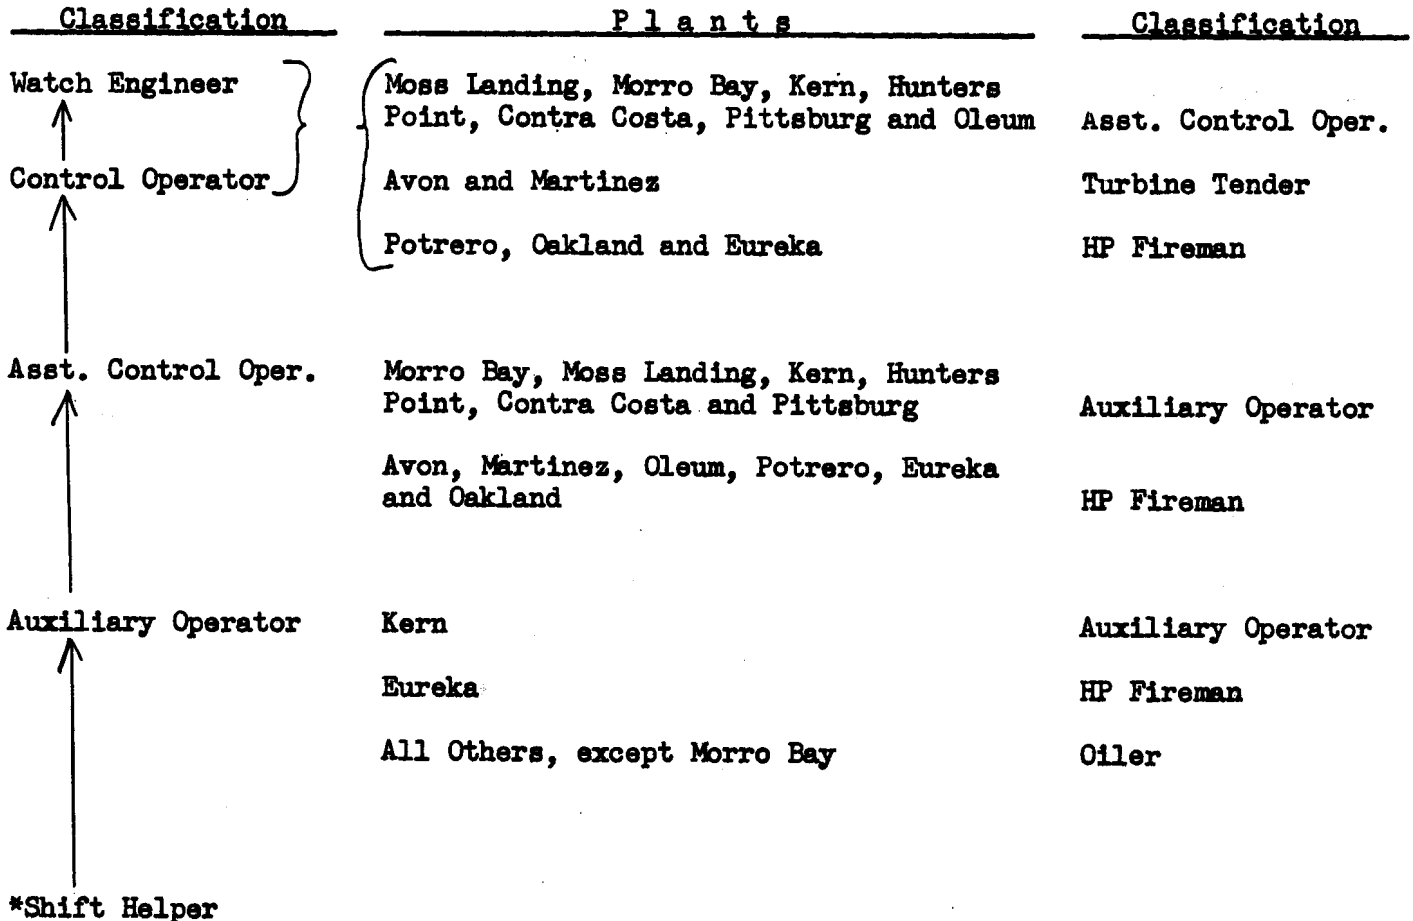 Classification P l a n t s Classification
Watch Engineer Moss Landing, Morro Bay, Kern, Hunters
Point, Contra Costa, Pittsburg and Oleum Asst. Control Oper.
Control Operator Avon and Martinez Turbine Tender
Potrero, Oakland and Eureka HP Fireman
Asst. Control Oper. Morro Bay, Moss Landing, Kern, Hunters
Point, Contra Costa and Pittsburg Auxiliary Operator
Avon, Martinez, Oleum, Potrero, Eureka
and Oakland HP Fireman
Auxiliary Operator Kern Auxiliary Operator
Eureka HP Fireman
All Others, except Morro Bay Oiler
*Shift Helper